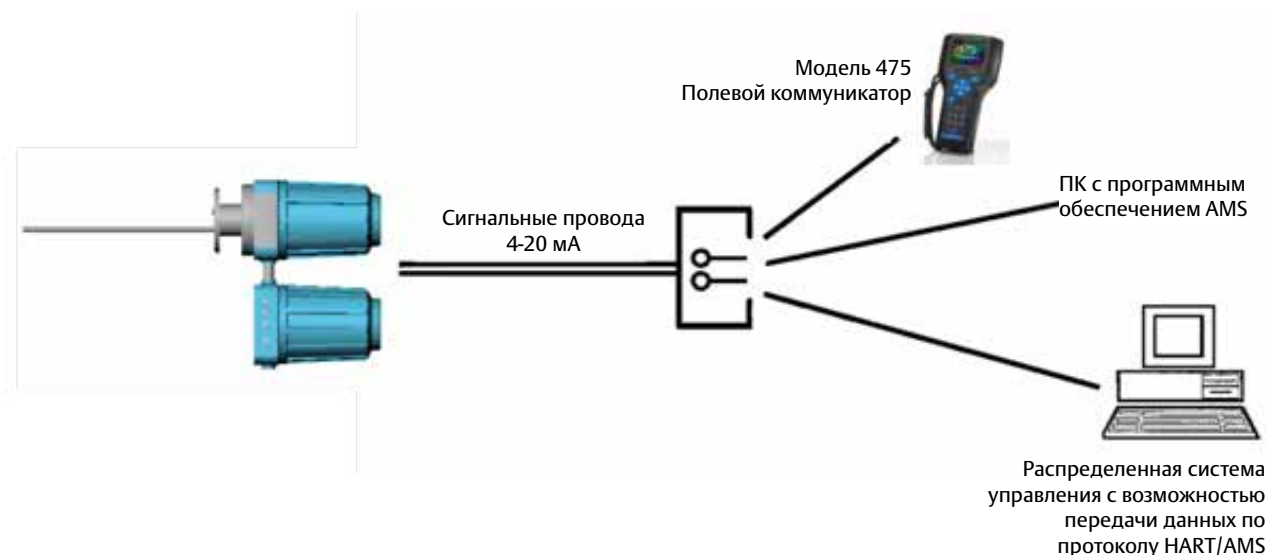 Модель 475
Полевой коммуникатор
ПК с программным
обеспечением AMS
Сигнальные провода
4-20 мА
Распределенная система
управления с возможностью
передачи данных по
протоколу HART/AMS